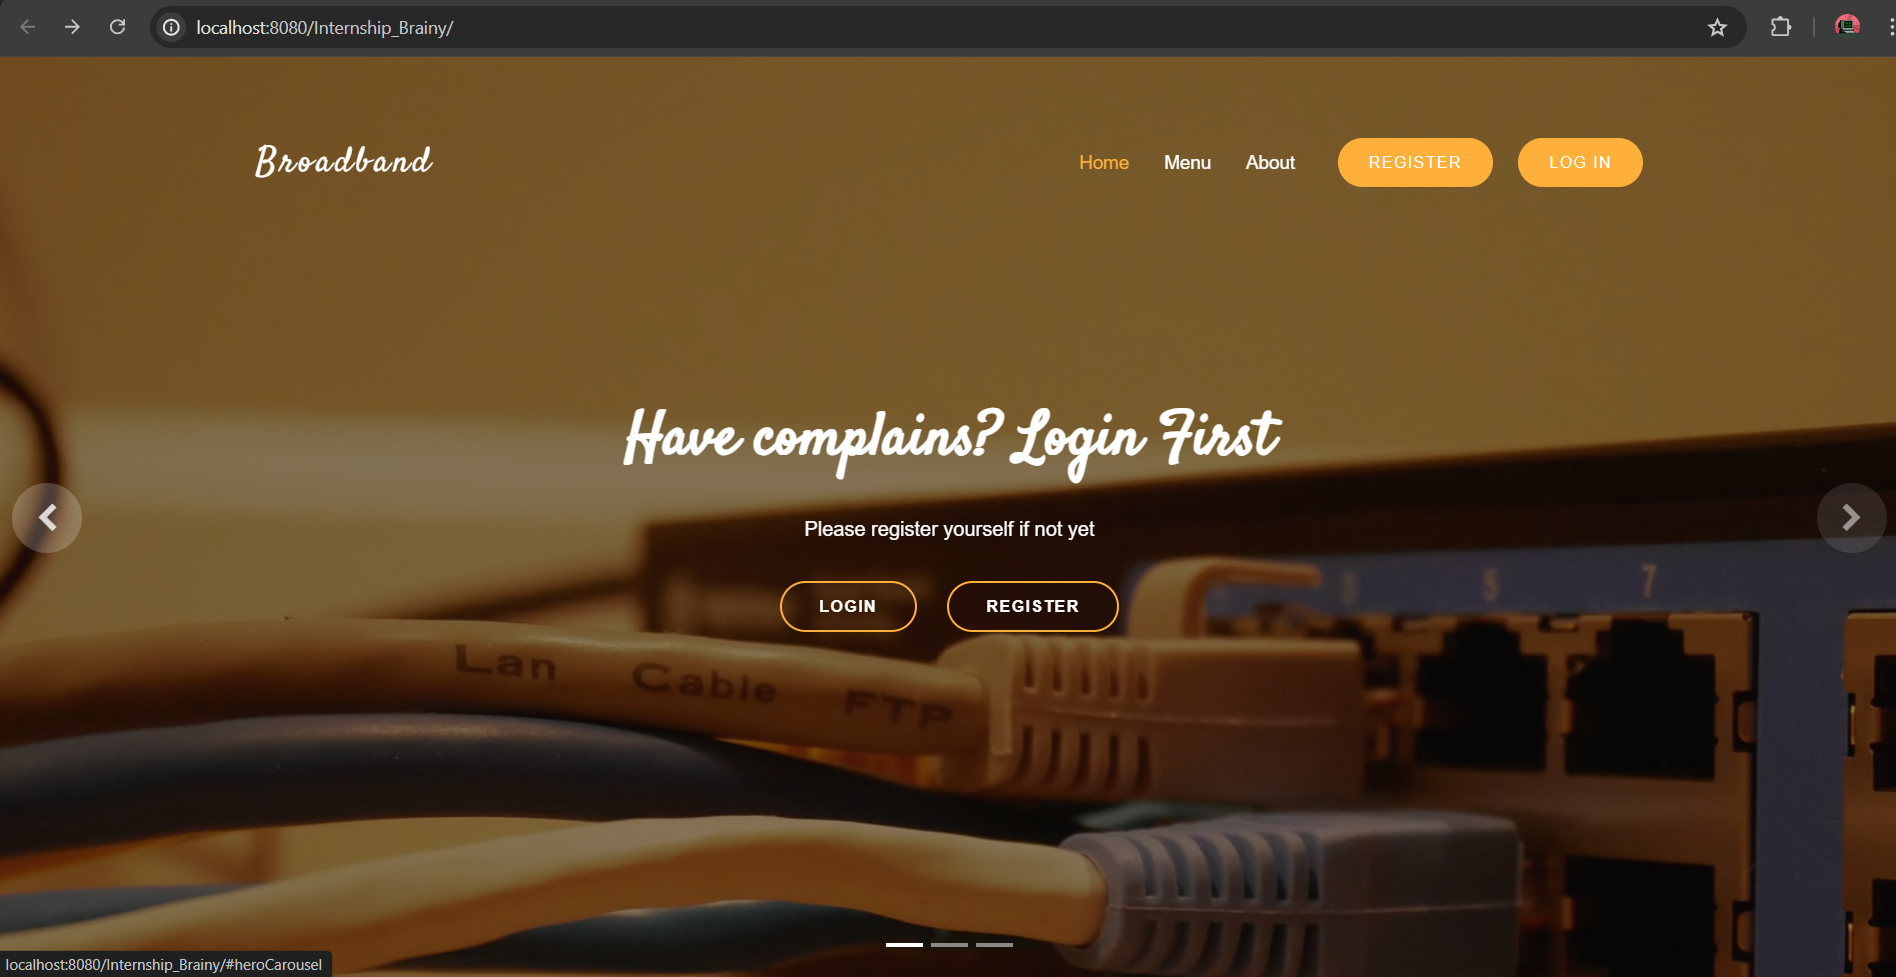 localhost:8080/Internship_Brainy/
Broadband
Home Menu About REGISTER LOG IN
Have complains? Login First
Please register yourself if not yet
LOGIN REGISTER
5 7
Lan Cable FTP
localhost:8080/Internship_Brainy/#heroCarousel